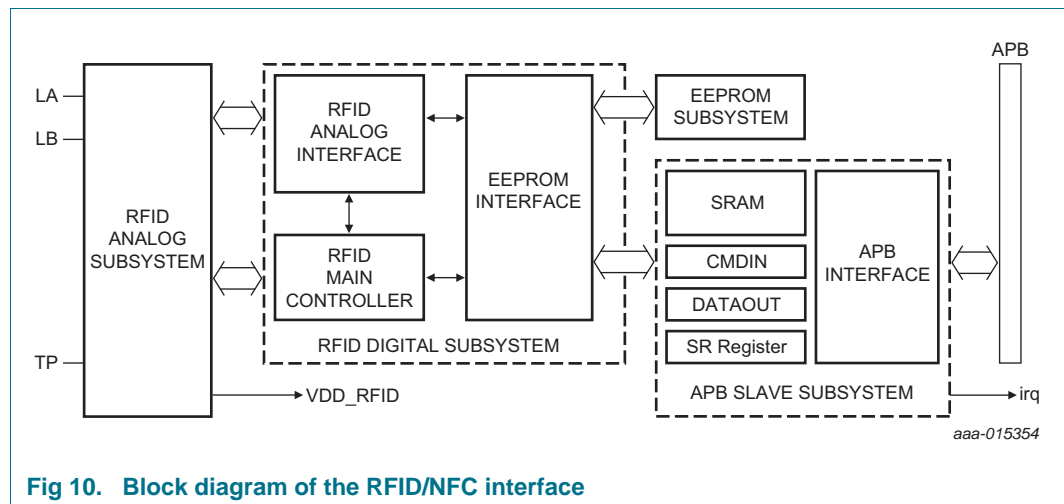 APB
LA
LB
TP
RFID
ANALOG
SUBSYSTEM
RFID
ANALOG
INTERFACE
RFID
MAIN
CONTROLLER
EEPROM
INTERFACE
RFID DIGITAL SUBSYSTEM
VDD_RFID
EEPROM
SUBSYSTEM
SRAM
CMDIN
DATAOUT
SR Register
APB
INTERFACE
APB SLAVE SUBSYSTEM
irq
aaa-015354
Fig 10. Block diagram of the RFID/NFC interface